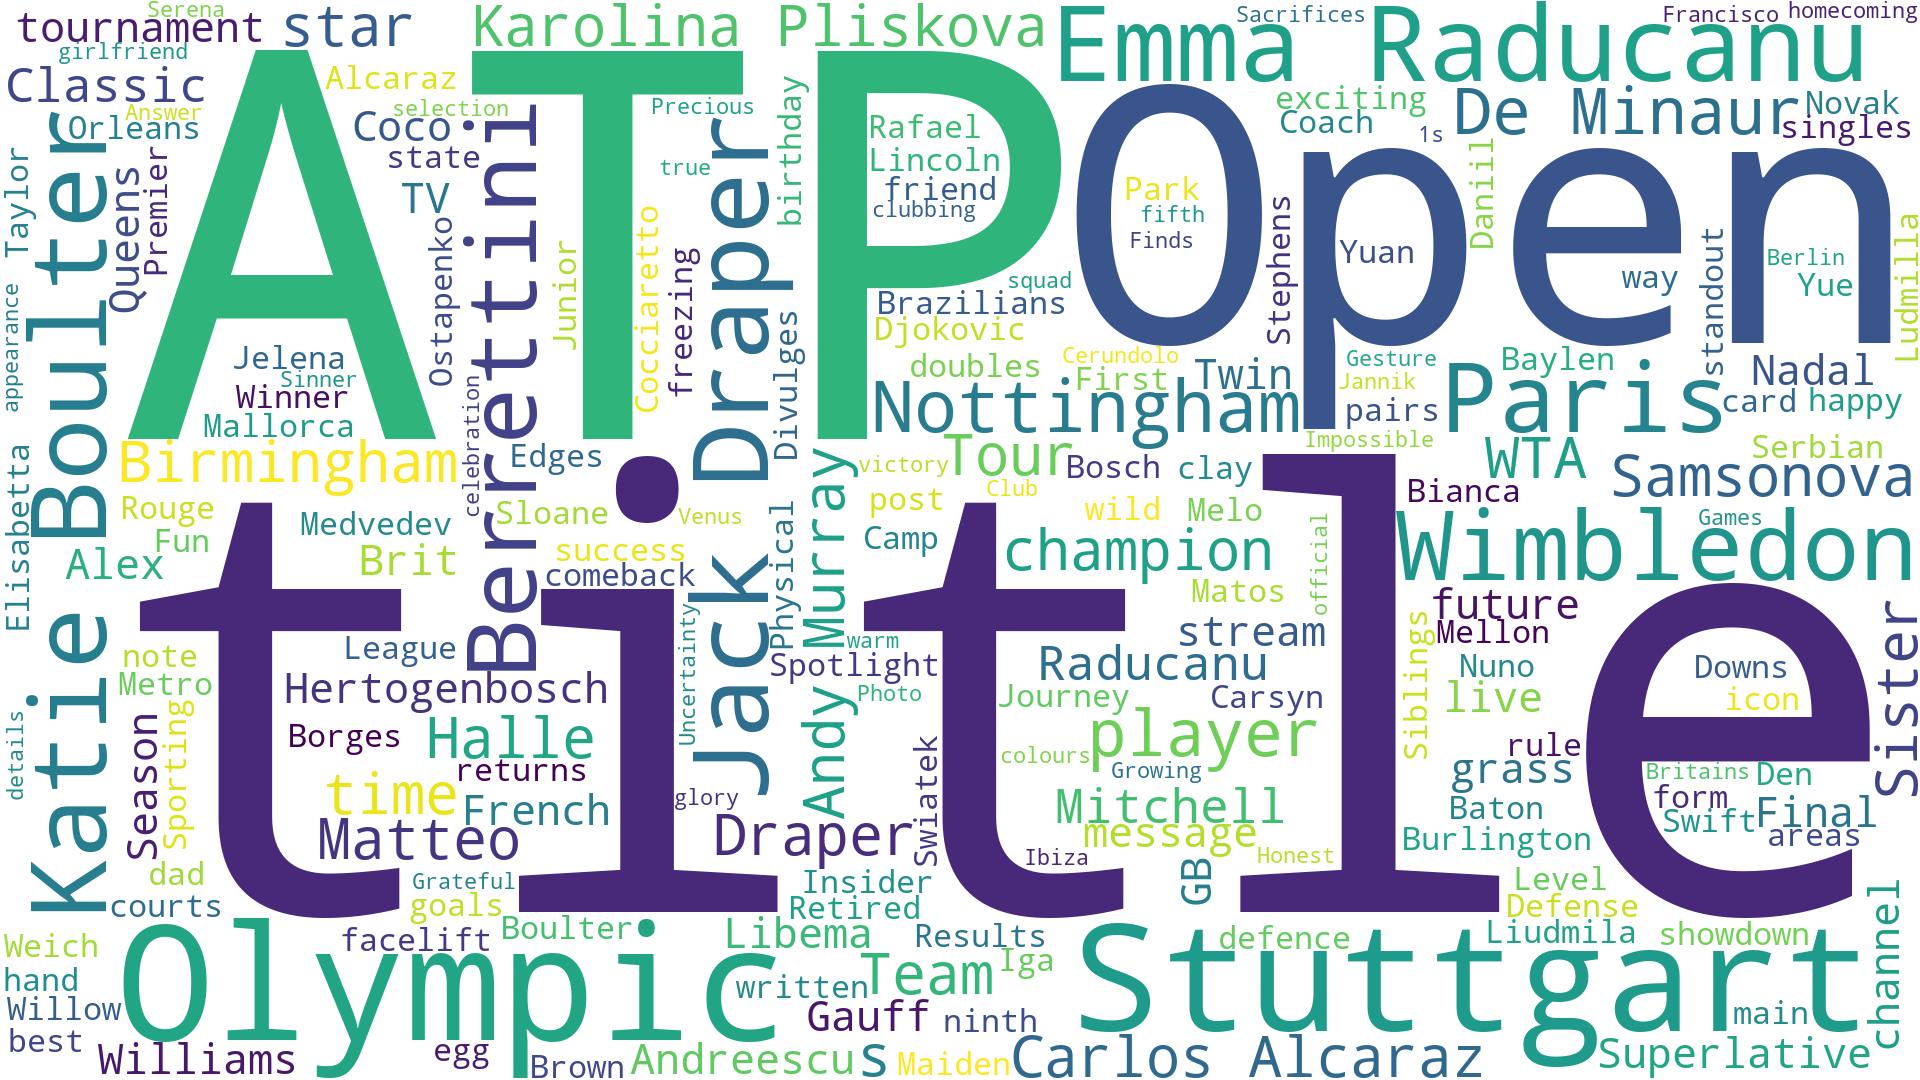 Serena
tournament
star
Karolina Pliskova
Emma Raducanu
Sacrifices
Francisco
homecoming
girlfriend
Classic
Alcaraz
Answer
Orleans
selection
Coco
state
TV
ATP
Precious
true
birthday
Rafael
Lincoln
friend
clubbing
Open
Park
fifth
Finds
exciting
Coach
1s
De Minaur
Novak
singles
Taylor
Katie Boulter
Queens
Premier
Ostapenko
Berrettini
Junior
Cocciaretto
freezing
Jack Draper
Divulges
squad
Brazilians
Djokovic
doubles
Stephens
Yuan
Daniil
way
standout
Berlin
Yue
Ludmilla
appearance
Jelena
Sinner
Winner
Mallorca
celebration
Cerundolo
First
Twin
Nottingham
Gesture
Jannik
pairs
Baylen
Paris
Nadal
card
happy
Impossible
Birmingham
Edges
victory
Tour
Bosch
clay
WTA
Serbian
Samsonova
Elisabetta
Rouge
Fun
Alex
Medvedev
Brit
Sloane
Venus
success
comeback
Physical
Andy Murray
post
Club
Camp
wild
Melo
champion
Matos
official
Bianca
Games
Wimbledon
title
future
Mellon
note
Metro
League
Hertogenbosch
Uncertainty
warm
Spotlight
Photo
stream
Raducanu
Journey
Carsyn
Siblings
Nuno
live
Downs
icon
Sister
details
Season
Sporting
Borges
Halle
returns
time
French
Matteo
glory
Draper
Swiatek
colours
player
Growing
Mitchell
message
Ibiza
Honest
rule
grass
Baton
Burlington
Britains
Den
form
Swift
Final
areas
dad
courts
Grateful
goals
Insider
Retired
GB
Level
Defense
Weich
hand
Willow
best
Olympic
facelift
Boulter
Libema
Results
Team
Iga
written
defence
Liudmila
showdown
Stuttgart
main
channel
Williams
egg
Brown
Andreescu
s
Gauff
ninth
Maiden
Carlos Alcaraz
Superlative